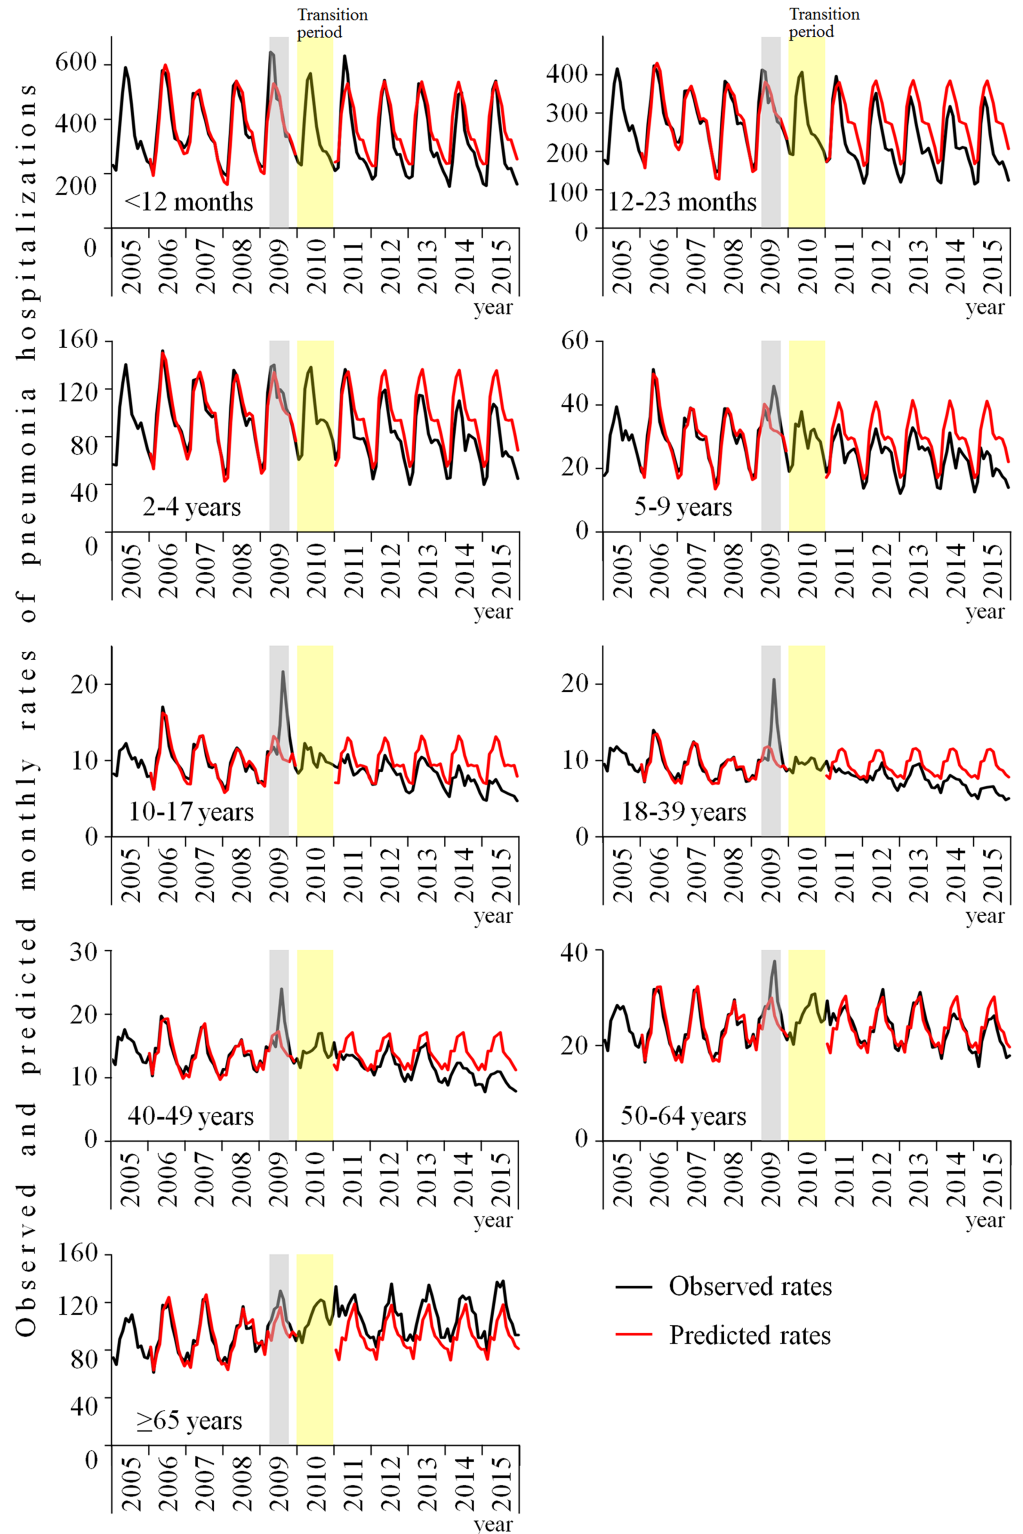 Observed and predicted monthly rates of pneumonia hospitalizations
Transition
period
600
400
200
0
<12 months
2005 2006 2007 2008 2009 2010 2011 2012 2013 2014 2015
year
Transition
period
400
300
200
100
0
12-23 months
2005 2006 2007 2008 2009 2010 2011 2012 2013 2014 2015
year
160
120
80
40
0
2-4 years
2005 2006 2007 2008 2009 2010 2011 2012 2013 2014 2015
year
60
40
20
0
5-9 years
2005 2006 2007 2008 2009 2010 2011 2012 2013 2014 2015
year
20
10
0
10-17 years
2005 2006 2007 2008 2009 2010 2011 2012 2013 2014 2015
year
20
10
0
18-39 years
2005 2006 2007 2008 2009 2010 2011 2012 2013 2014 2015
year
30
20
10
0
40-49 years
2005 2006 2007 2008 2009 2010 2011 2012 2013 2014 2015
year
40
20
0
50-64 years
2005 2006 2007 2008 2009 2010 2011 2012 2013 2014 2015
year
160
120
80
40
0
≥65 years
2005 2006 2007 2008 2009 2010 2011 2012 2013 2014 2015
year
Observed rates
Predicted rates